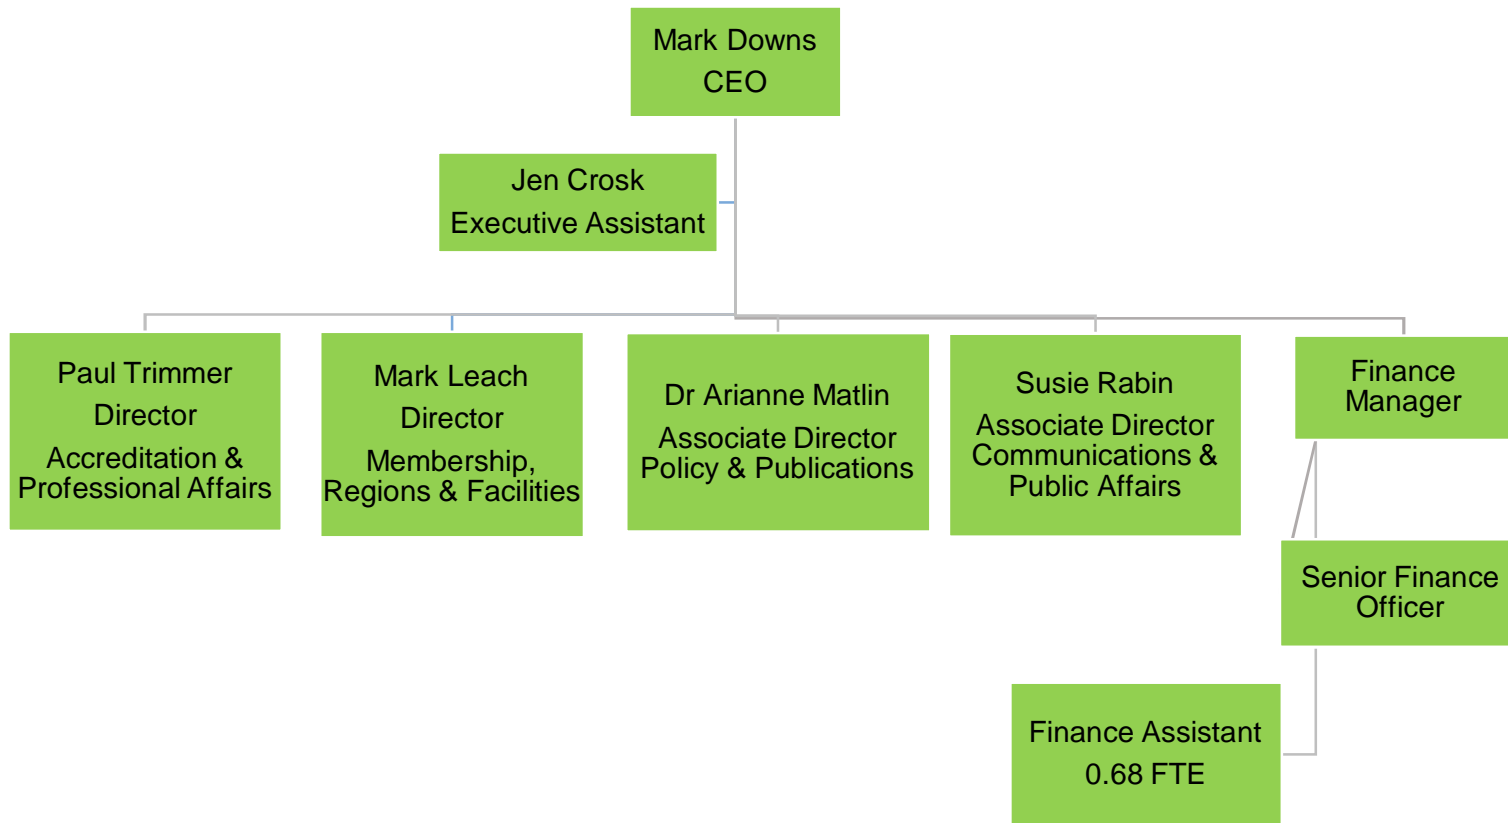 Mark Downs
CEO
Jen Crosk
Executive Assistant
Paul Trimmer
Director
Accreditation &
Professional Affairs
Mark Leach
Director
Membership,
Regions & Facilities
Dr Arianne Matlin
Associate Director
Policy & Publications
Susie Rabin
Associate Director
Communications &
Public Affairs
Finance
Manager
Senior Finance
Officer
Finance Assistant
0.68 FTE